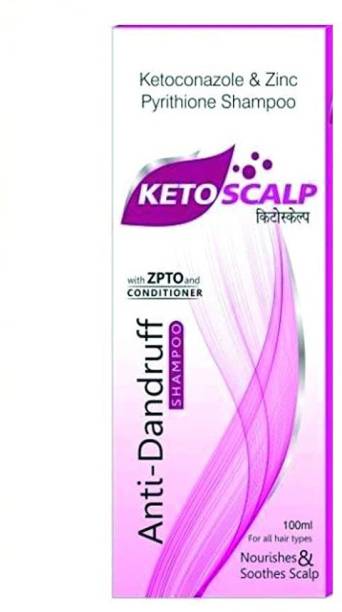 Ketoconazole & Zinc
Pyrithione Shampoo
KETOSCALP
किटोस्केल्प
with ZPTO and
CONDITIONER
Anti-Dandruff
SHAMPOO
100ml
For all hair types
Nourishes &
Soothes Scalp